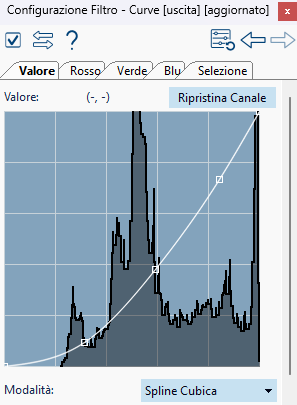 Configurazione Filtro - Curve [uscita] [aggiornato]
x
?
Valore Rosso Verde Blu Selezione
Valore: (-, -) Ripristina Canale
Modalità: Spline Cubica